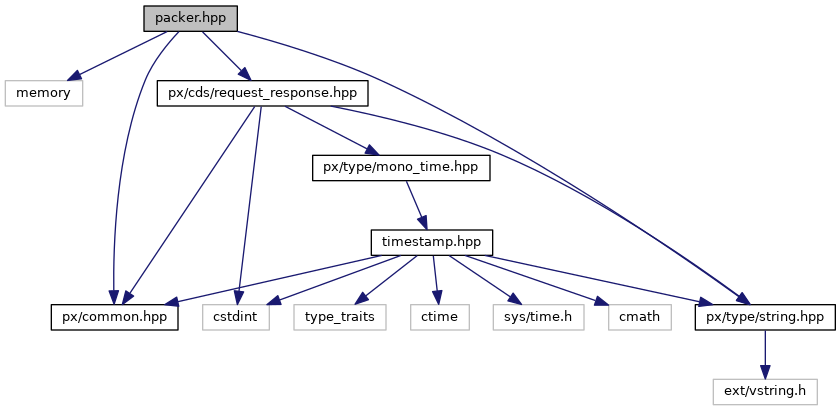 packer.hpp
memory
px/cds/request_response.hpp
px/type/mono_time.hpp
timestamp.hpp
px/common.hpp
cstdint
type_traits
ctime
sys/time.h
cmath
px/type/string.hpp
ext/vstring.h